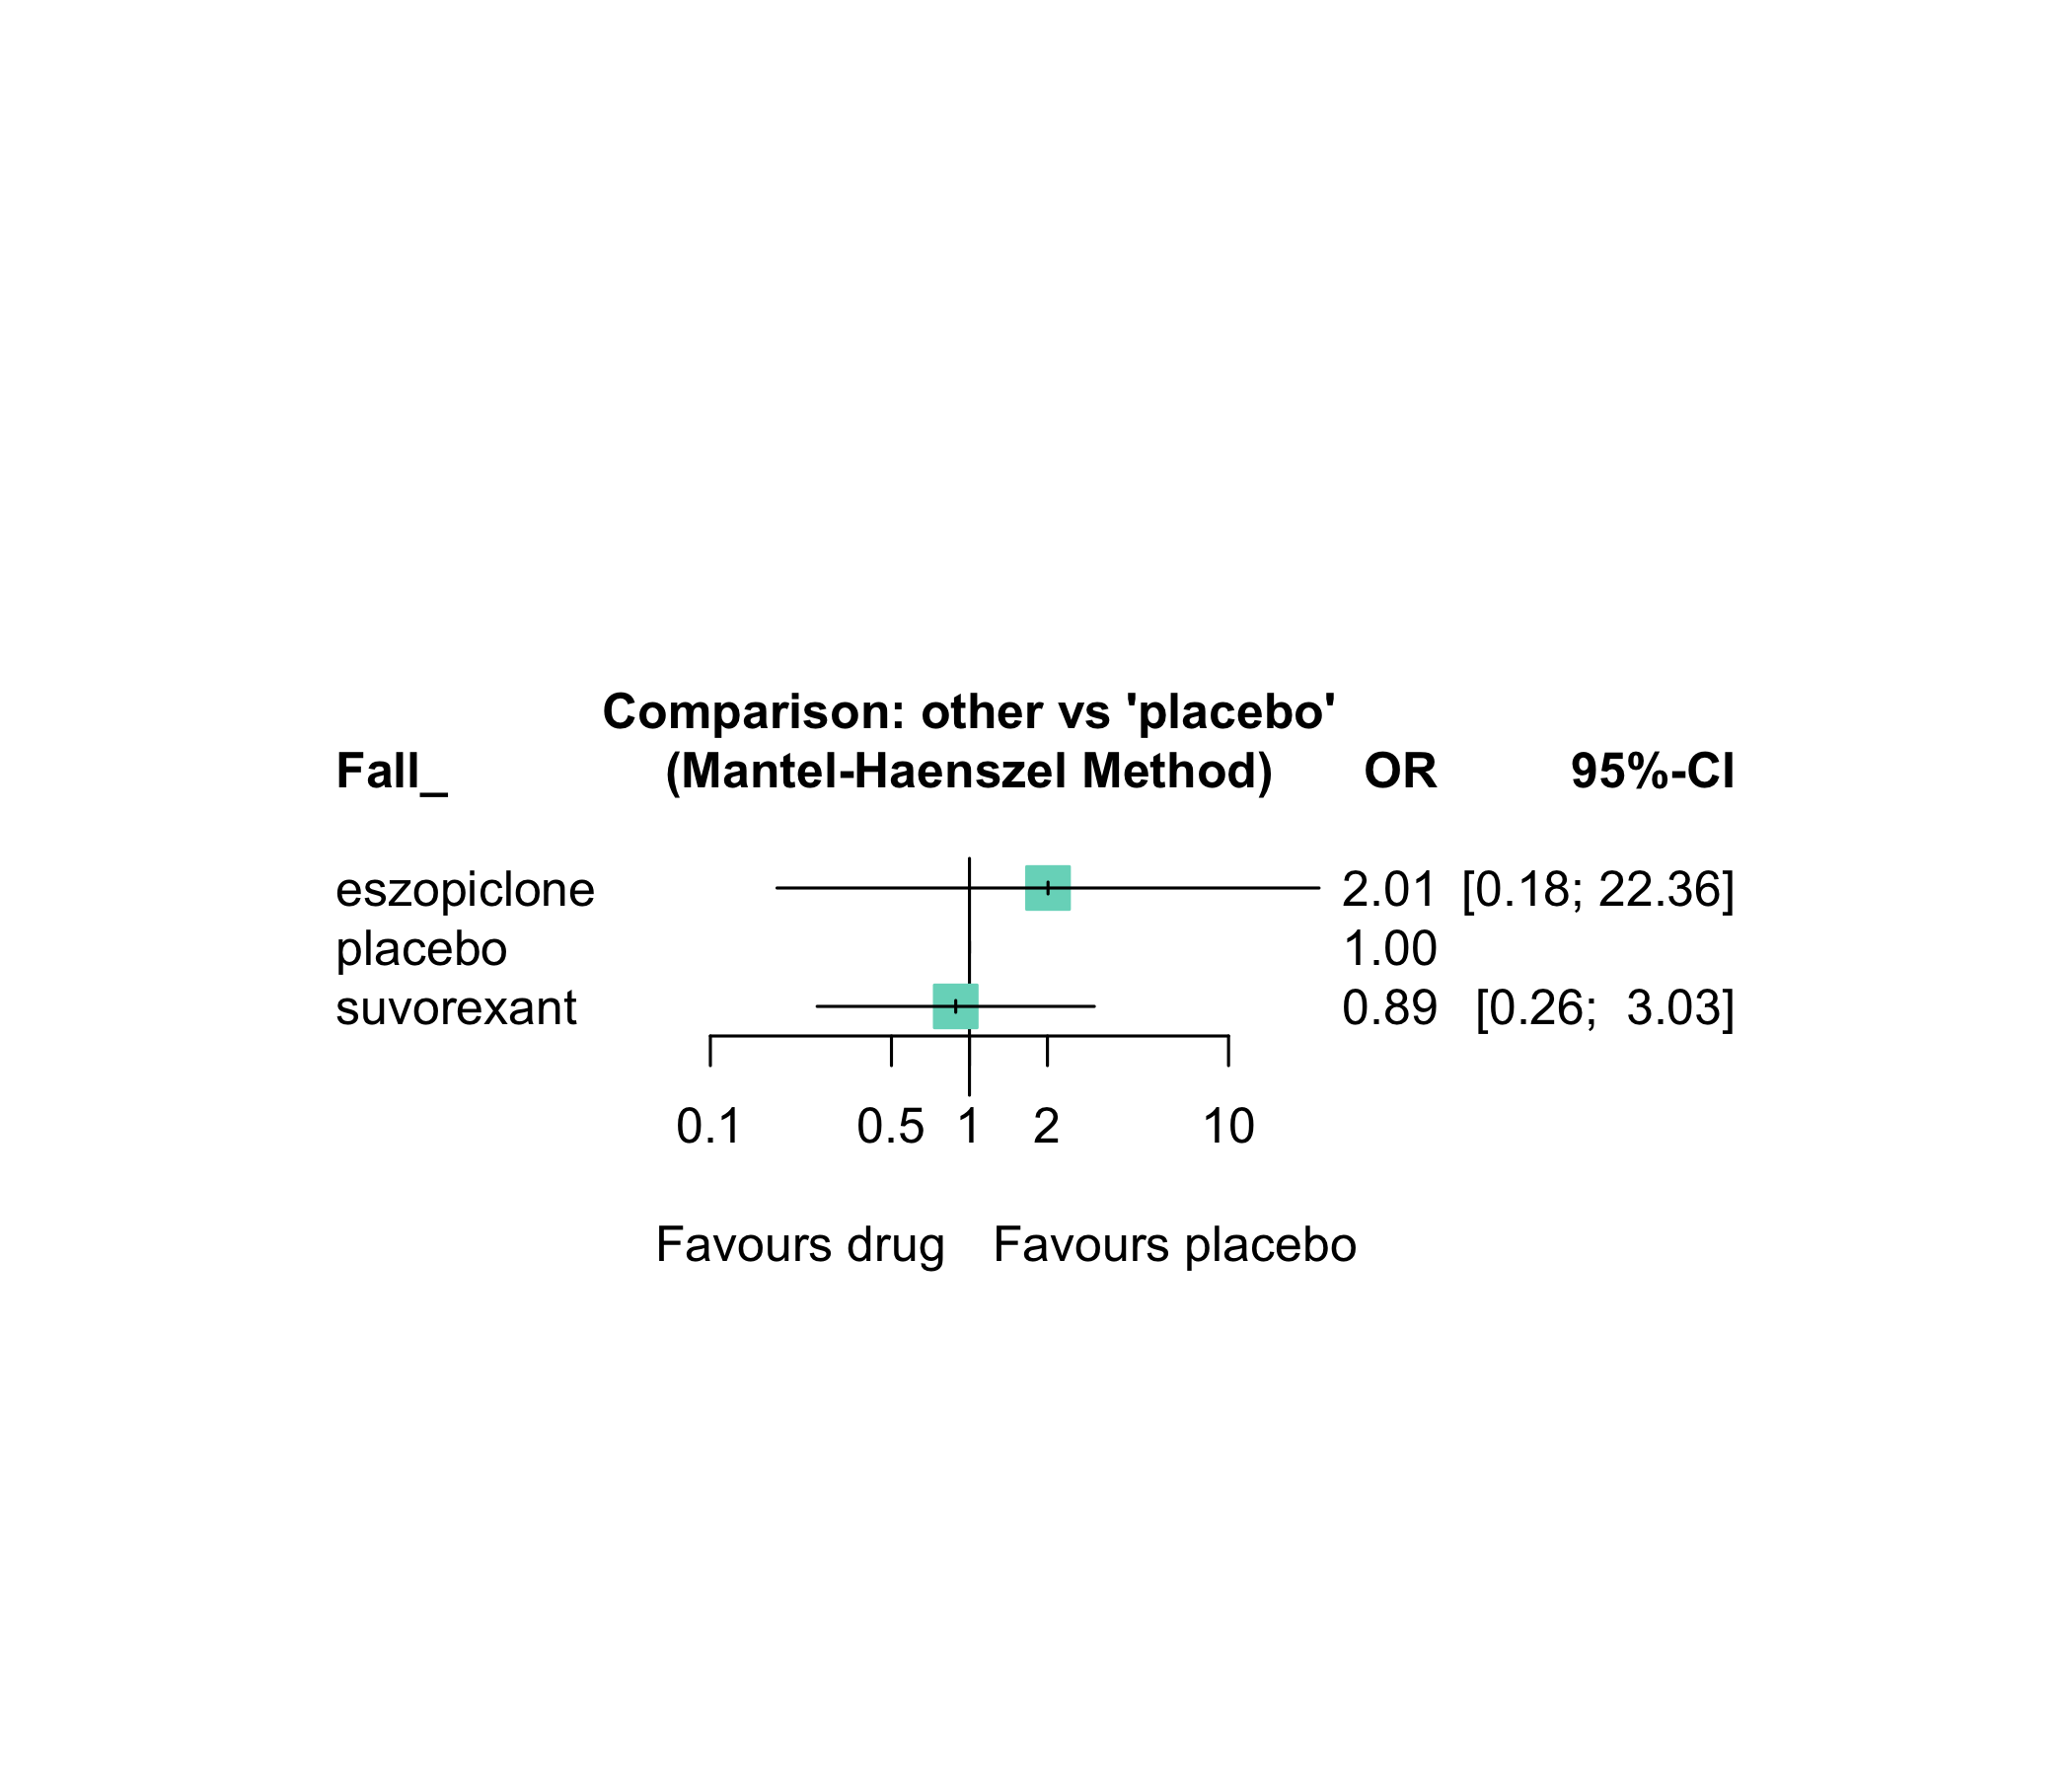 Comparison: other vs 'placebo'
Fall_ (Mantel-Haenszel Method) OR 95%-CI
eszopiclone 2.01 [0.18; 22.36]
placebo 1.00
suvorexant 0.89 [0.26; 3.03]
0.1 0.5 1 2 10
Favours drug Favours placebo